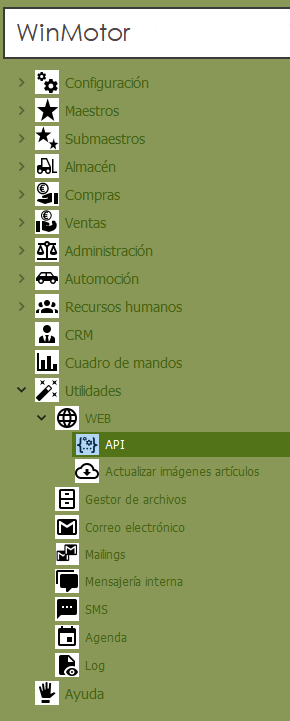 WinMotor
Configuración
Maestros
Submaestros
Almacén
Compras
Ventas
Administración
Automoción
Recursos humanos
CRM
Cuadro de mandos
Utilidades
WEB
API
Actualizar imágenes artículos
Gestor de archivos
Correo electrónico
Mailings
Mensajería interna
SMS
Agenda
Log
Ayuda